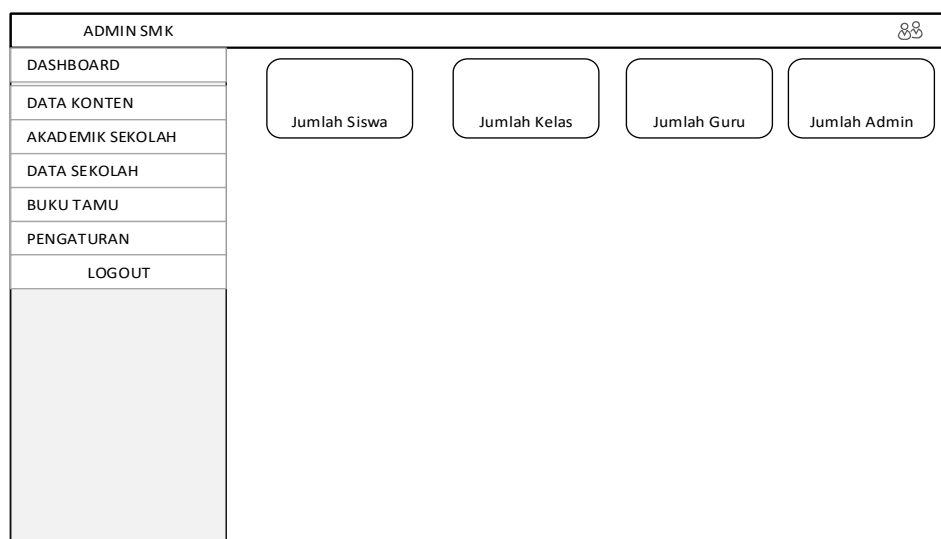 ADMIN SMK
DASHBOARD
DATA KONTEN
AKADEMIK SEKOLAH
DATA SEKOLAH
BUKU TAMU
PENGATURAN
LOGOUT
Jumlah Siswa
Jumlah Kelas
Jumlah Guru
Jumlah Admin